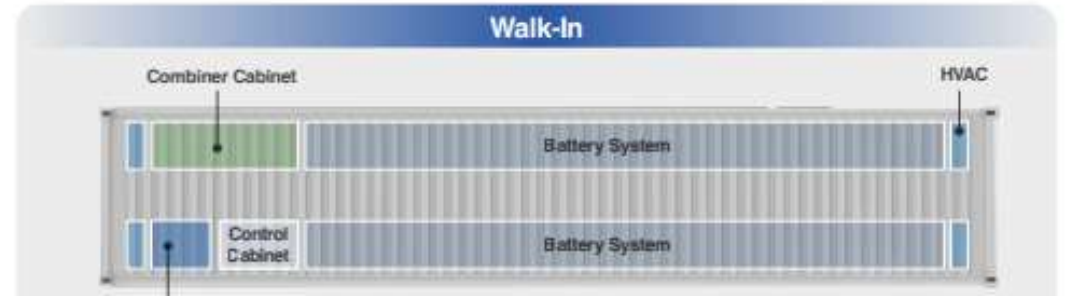 Walk-In
Combiner Cabinet
HVAC
Battery System
Control
Cabinet
Battery System